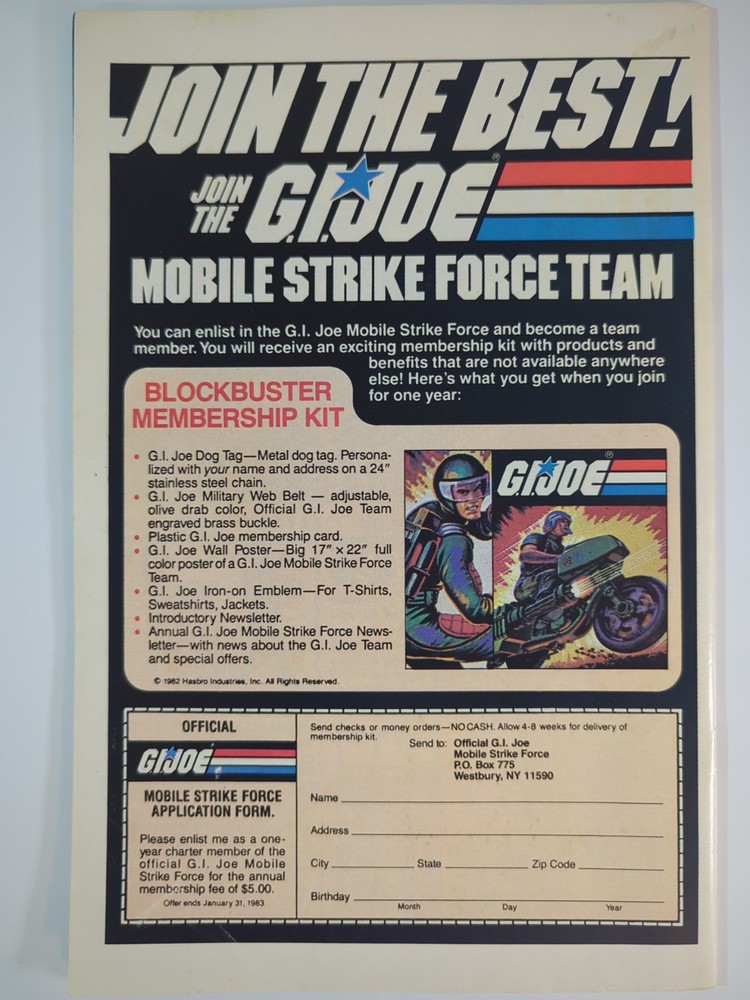 JOIN THE BEST!
JOIN
THE
G.I. JOE®
MOBILE STRIKE FORCE TEAM
You can enlist in the G.I. Joe Mobile Strike Force and become a team
member. You will receive an exciting membership kit with products and
benefits that are not available anywhere
else! Here's what you get when you join
for one year:
BLOCKBUSTER
MEMBERSHIP KIT
• G.I. Joe Dog Tag—Metal dog tag. Persona-
lized with your name and address on a 24"
stainless steel chain.
• G.I. Joe Military Web Belt — adjustable,
olive drab color, Official G.I. Joe Team
engraved brass buckle.
• Plastic G.I. Joe membership card.
• G.I. Joe Wall Poster—Big 17" × 22" full
color poster of a G.I. Joe Mobile Strike Force
Team.
• G.I. Joe Iron-on Emblem—For T-Shirts,
Sweatshirts, Jackets.
• Introductory Newsletter.
• Annual G.I. Joe Mobile Strike Force News-
letter—with news about the G.I. Joe Team
and special offers.
© 1982 Hasbro Industries, Inc. All Rights Reserved.
G.I. JOE®
OFFICIAL
G.I. JOE
MOBILE STRIKE FORCE
APPLICATION FORM.
Please enlist me as a one-
year charter member of the
official G.I. Joe Mobile
Strike Force for the annual
membership fee of $5.00.
Offer ends January 31, 1983.
Send checks or money orders—NO CASH. Allow 4-8 weeks for delivery of
membership kit.
Send to: Official G.I. Joe
Mobile Strike Force
P.O. Box 775
Westbury, NY 11590
Name
Address
City State Zip Code
Birthday
Month Day Year